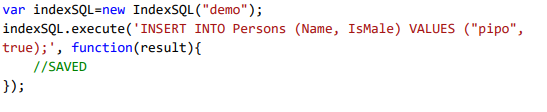 var indexSQL=new IndexSQL("demo");
indexSQL.execute('INSERT INTO Persons (Name, IsMale) VALUES ("pipo",
true);', function(result){
    //SAVED
});